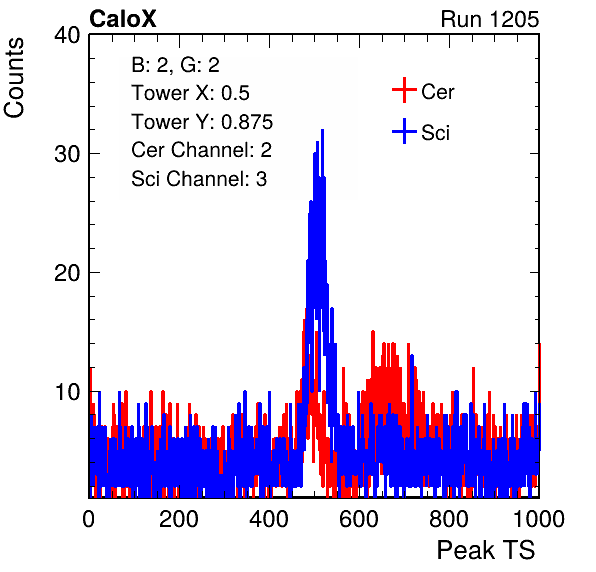 CaloX
Run 1205
Counts
40
30
20
10
B: 2, G: 2
Tower X: 0.5
Tower Y: 0.875
Cer Channel: 2
Sci Channel: 3
Cer
Sci
0
200
400
600
800
1000
Peak TS